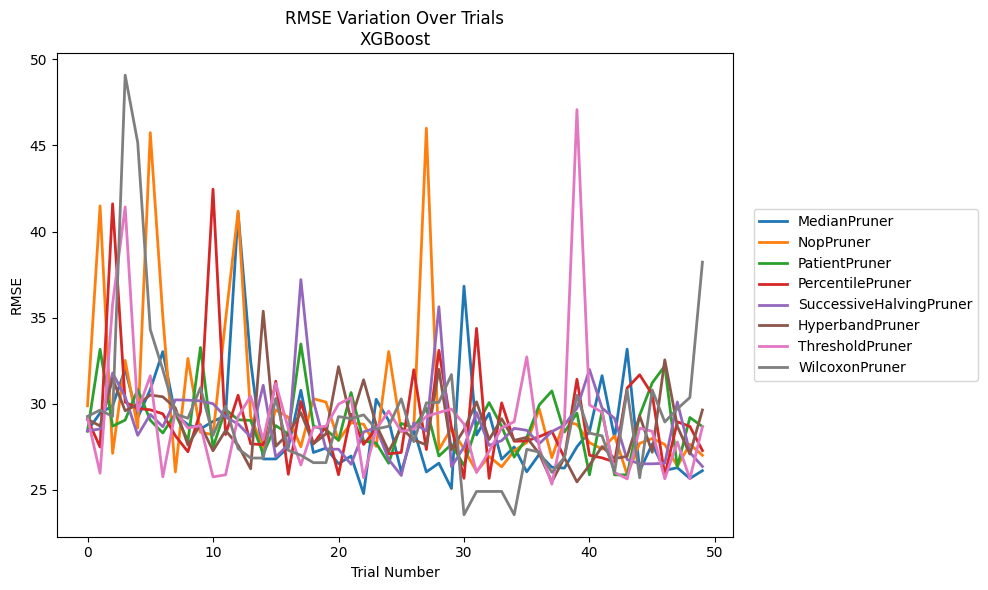 RMSE Variation Over Trials
XGBoost
50
45
40
35
30
25
RMSE
0
10
20
30
40
50
Trial Number
MedianPruner
NopPruner
PatientPruner
PercentilePruner
SuccessiveHalvingPruner
HyperbandPruner
ThresholdPruner
WilcoxonPruner